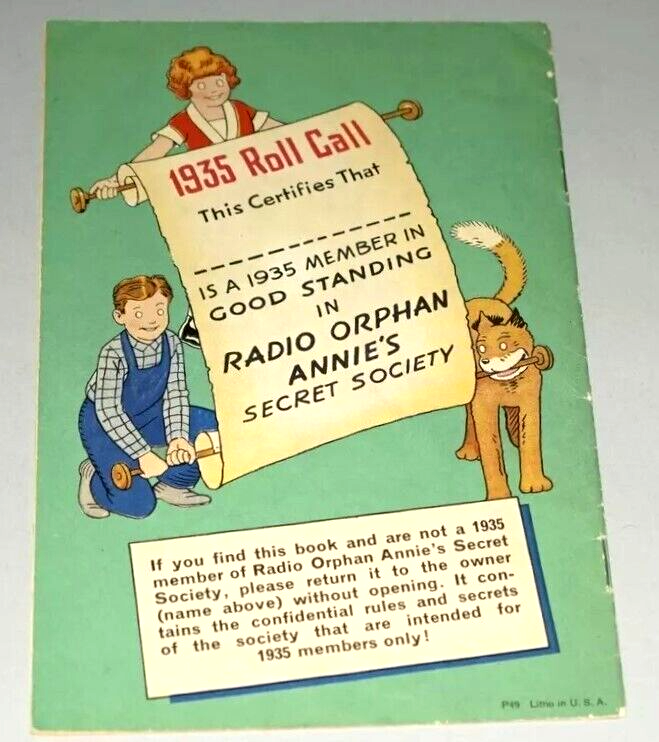 1935 Roll Call
This Certifies That
IS A 1935 MEMBER IN
GOOD STANDING
IN
RADIO ORPHAN
ANNIE'S
SECRET SOCIETY
If you find this book and are not a 1935
member of Radio Orphan Annie's Secret
Society, please return it to the owner
(name above) without opening. It con-
tains the confidential rules and secrets
of the society that are intended for
1935 members only!
P49 Litho in U. S. A.